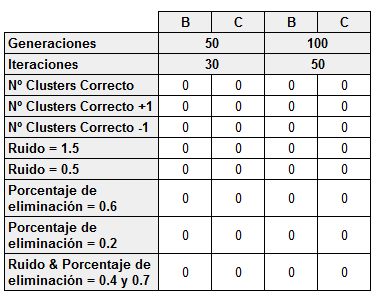 B C B C
Generaciones 50 100
Iteraciones 30 50
Nº Clusters Correcto 0 0 0 0
Nº Clusters Correcto +1 0 0 0 0
Nº Clusters Correcto -1 0 0 0 0
Ruido = 1.5 0 0 0 0
Ruido = 0.5 0 0 0 0
Porcentaje de
eliminación = 0.6 0 0 0 0
Porcentaje de
eliminación = 0.2 0 0 0 0
Ruido & Porcentaje de
eliminación = 0.4 y 0.7 0 0 0 0